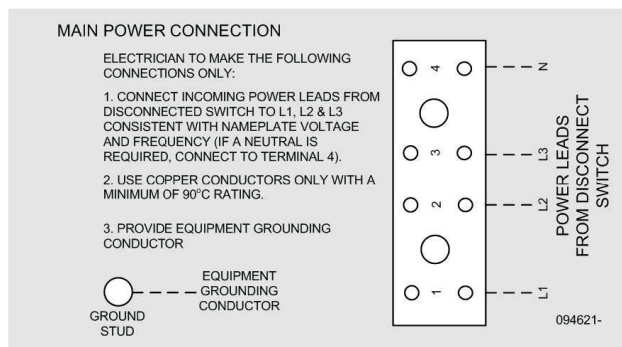 MAIN POWER CONNECTION
ELECTRICIAN TO MAKE THE FOLLOWING
CONNECTIONS ONLY:
1. CONNECT INCOMING POWER LEADS FROM
DISCONNECTED SWITCH TO L1, L2 & L3
CONSISTENT WITH NAMEPLATE VOLTAGE
AND FREQUENCY (IF A NEUTRAL IS
REQUIRED, CONNECT TO TERMINAL 4).
2. USE COPPER CONDUCTORS ONLY WITH A
MINIMUM OF 90°C RATING.
3. PROVIDE EQUIPMENT GROUNDING
CONDUCTOR
EQUIPMENT
GROUNDING
CONDUCTOR
GROUND
STUD
4
N
3
L3
2
L2
1
L1
POWER LEADS
FROM DISCONNECT
SWITCH
094621-